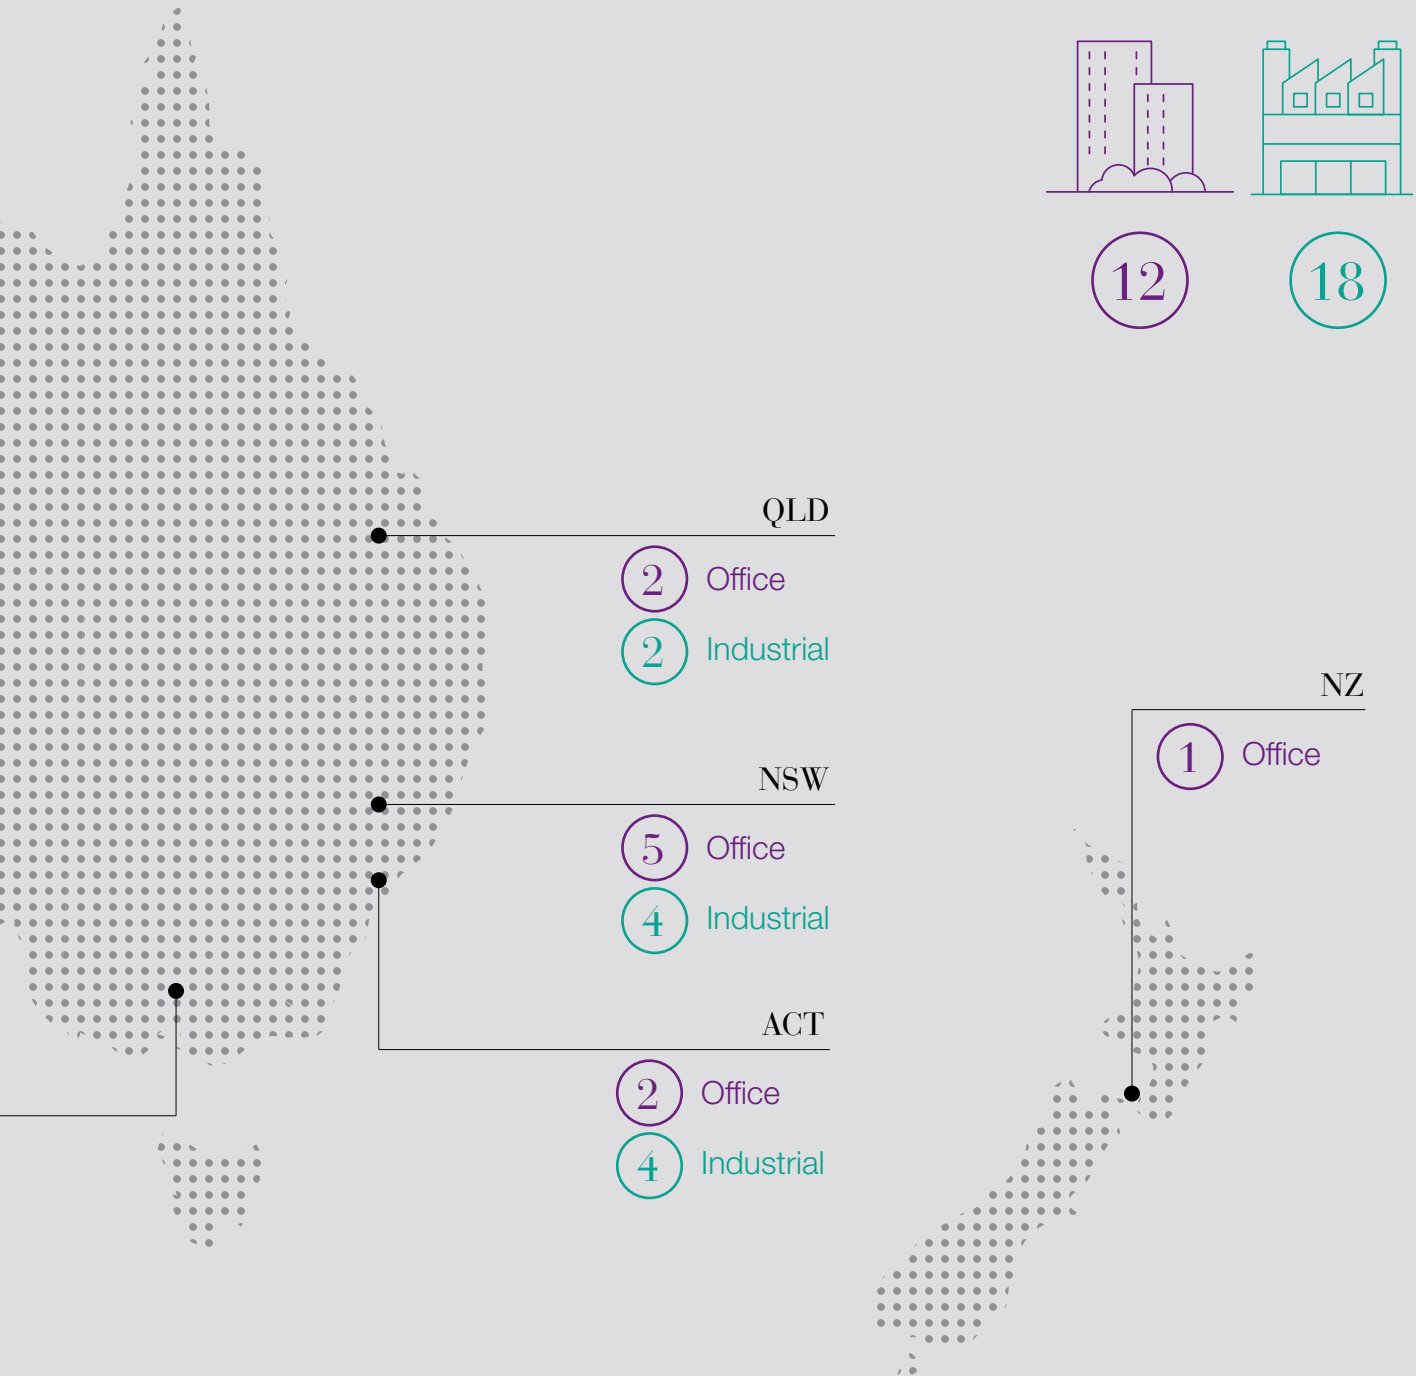 12
18
QLD
2 Office
2 Industrial
NZ
1 Office
NSW
5 Office
4 Industrial
ACT
2 Office
4 Industrial